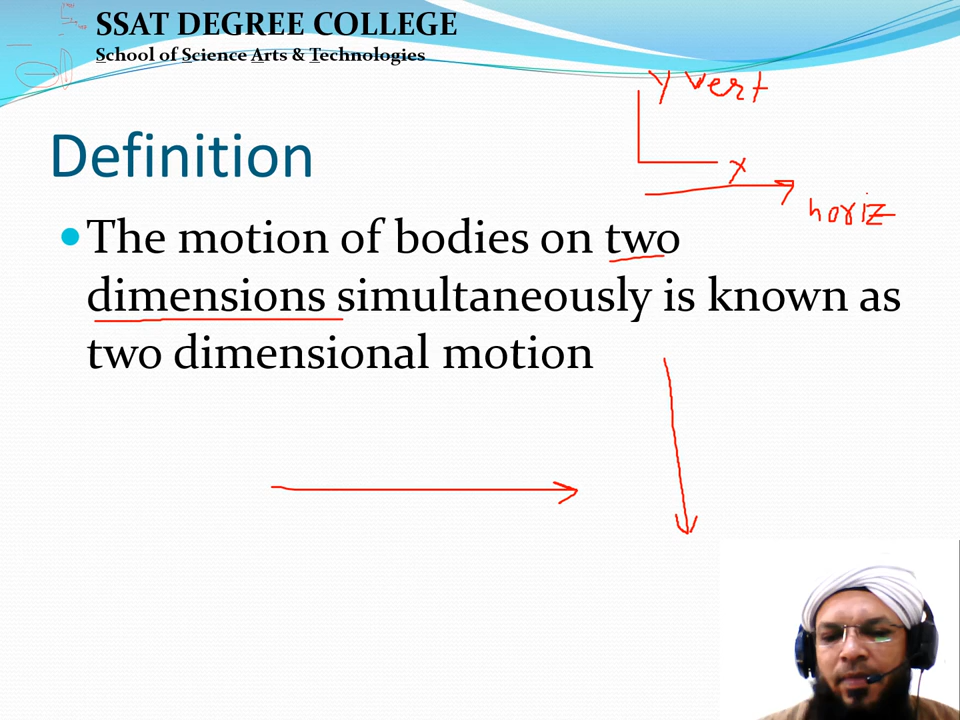 SSAT DEGREE COLLEGE
School of Science Arts & Technologies
y vert
x
horiz
Definition
The motion of bodies on two
dimensions simultaneously is known as
two dimensional motion